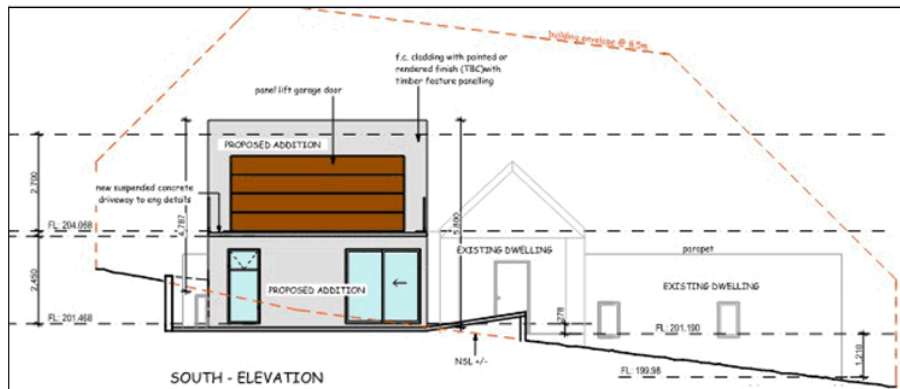 building envelope @ 8.5m
f.c. cladding with painted or
rendered finish (TBC)with
timber feature panelling
panel lift garage door
PROPOSED ADDITION
2,700
new suspended concrete
driveway to eng details
4,787
5,800
FL: 204.068
EXISTING DWELLING
parapet
2,450
PROPOSED ADDITION
EXISTING DWELLING
FL: 201.468
278
FL: 201.190
1,210
NSL +/-
FL: 199.98
SOUTH - ELEVATION